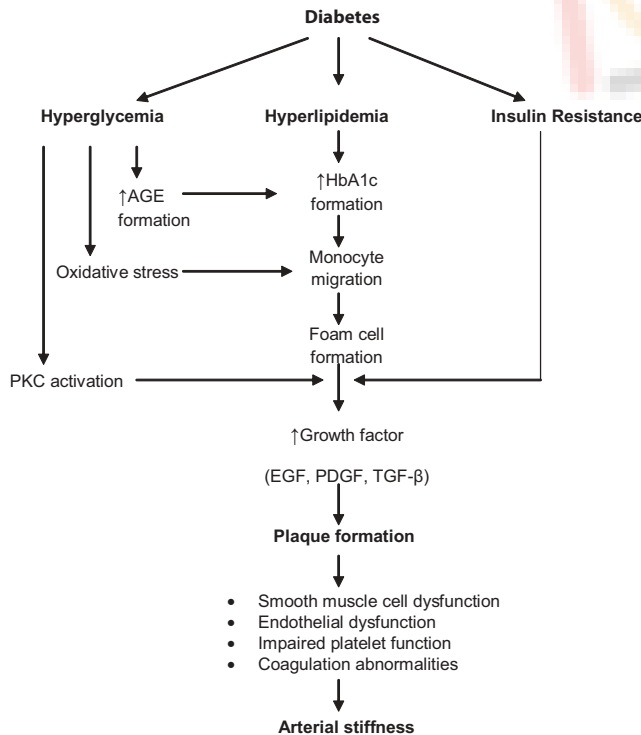 Diabetes
Hyperglycemia
Hyperlipidemia
Insulin Resistance
↑AGE
formation
↑HbA1c
formation
Oxidative stress
Monocyte
migration
Foam cell
formation
PKC activation
↑Growth factor
(EGF, PDGF, TGF-β)
Plaque formation
• Smooth muscle cell dysfunction
• Endothelial dysfunction
• Impaired platelet function
• Coagulation abnormalities
Arterial stiffness